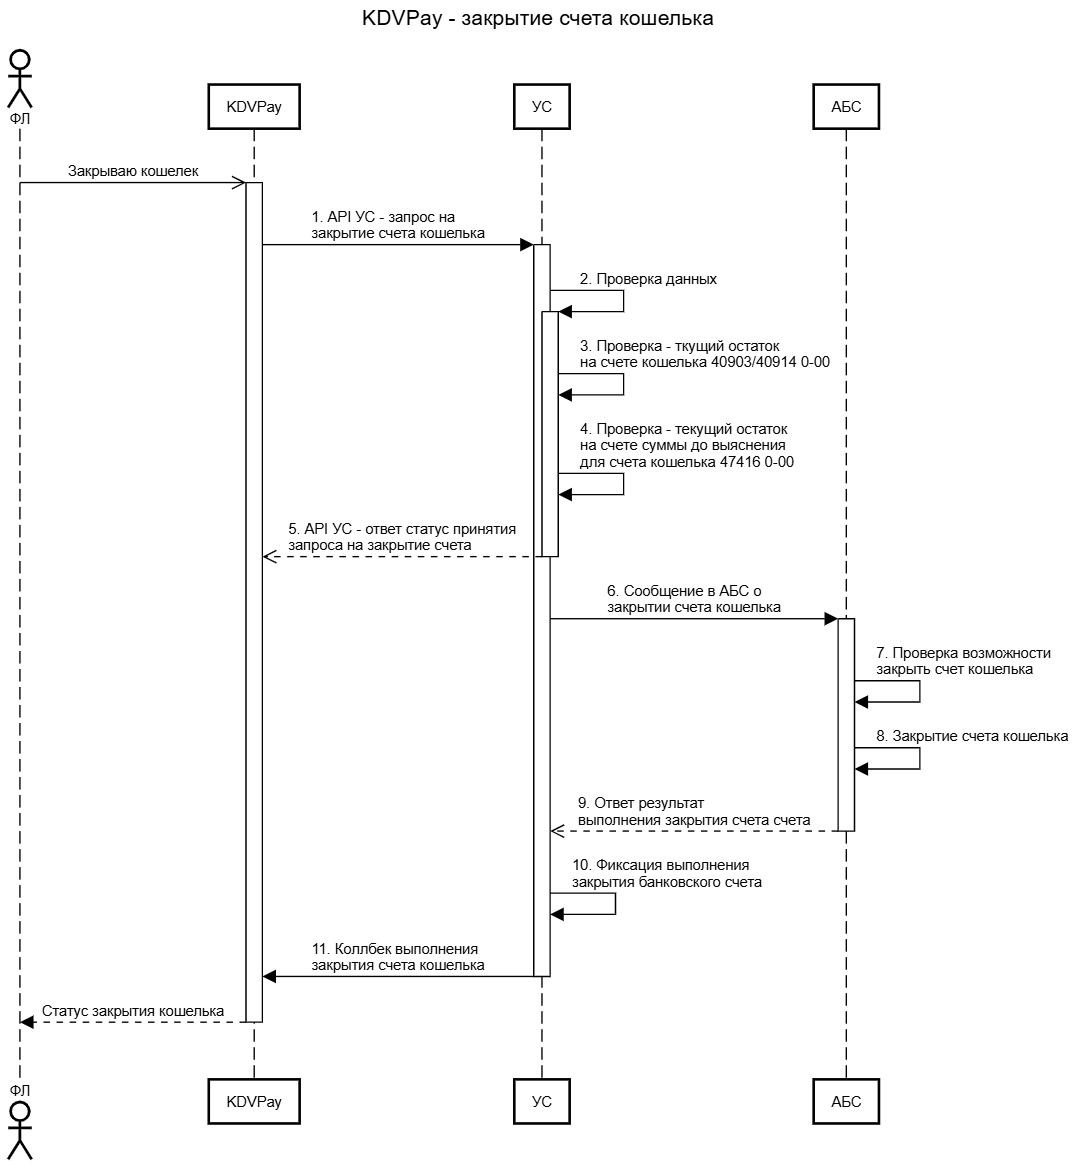 KDVPay - закрытие счета кошелька
ФЛ
KDVPay
УС
АБС
Закрываю кошелек
1. API УС - запрос на
закрытие счета кошелька
2. Проверка данных
3. Проверка - ткущий остаток
на счете кошелька 40903/40914 0-00
4. Проверка - текущий остаток
на счете суммы до выяснения
для счета кошелька 47416 0-00
5. API УС - ответ статус принятия
запроса на закрытие счета
6. Сообщение в АБС о
закрытии счета кошелька
7. Проверка возможности
закрыть счет кошелька
8. Закрытие счета кошелька
9. Ответ результат
выполнения закрытия счета счета
10. Фиксация выполнения
закрытия банковского счета
11. Коллбек выполнения
закрытия счета кошелька
Статус закрытия кошелька
ФЛ
KDVPay
УС
АБС